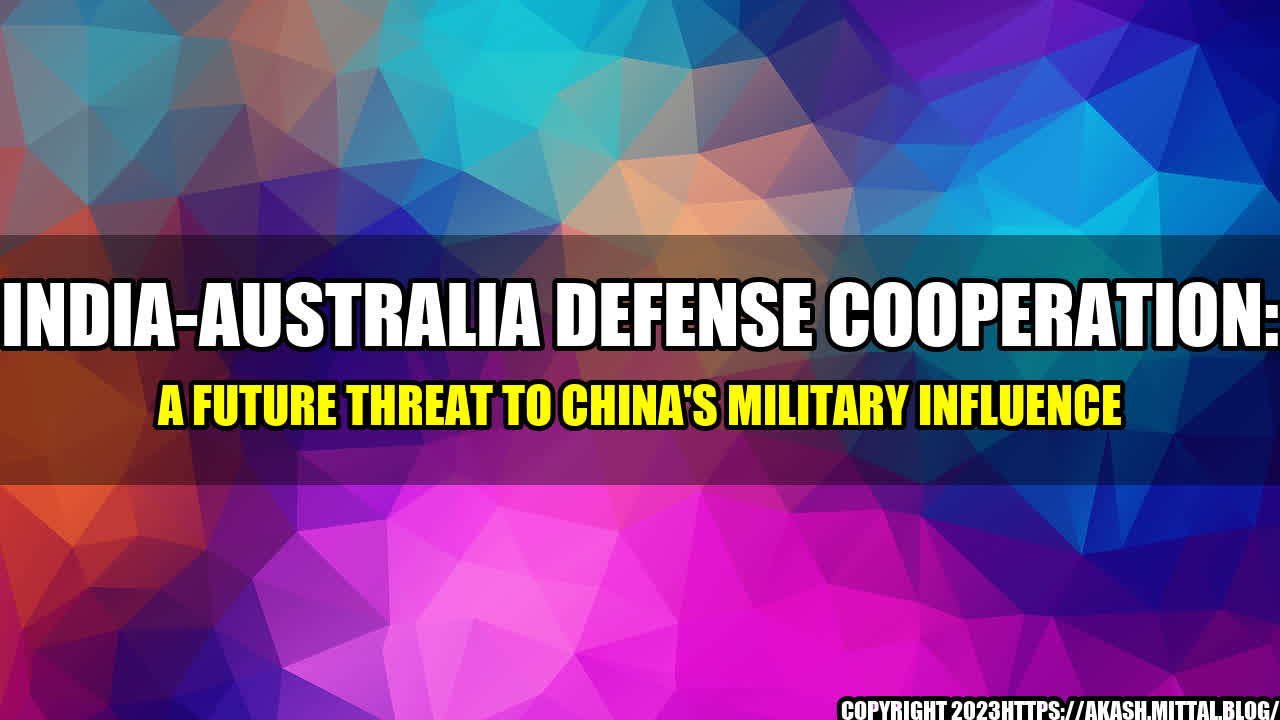 INDIA-AUSTRALIA DEFENSE COOPERATION:
A FUTURE THREAT TO CHINA'S MILITARY INFLUENCE
COPYRIGHT 2023HTTPS://AKASH.MITTAL.BLOG/